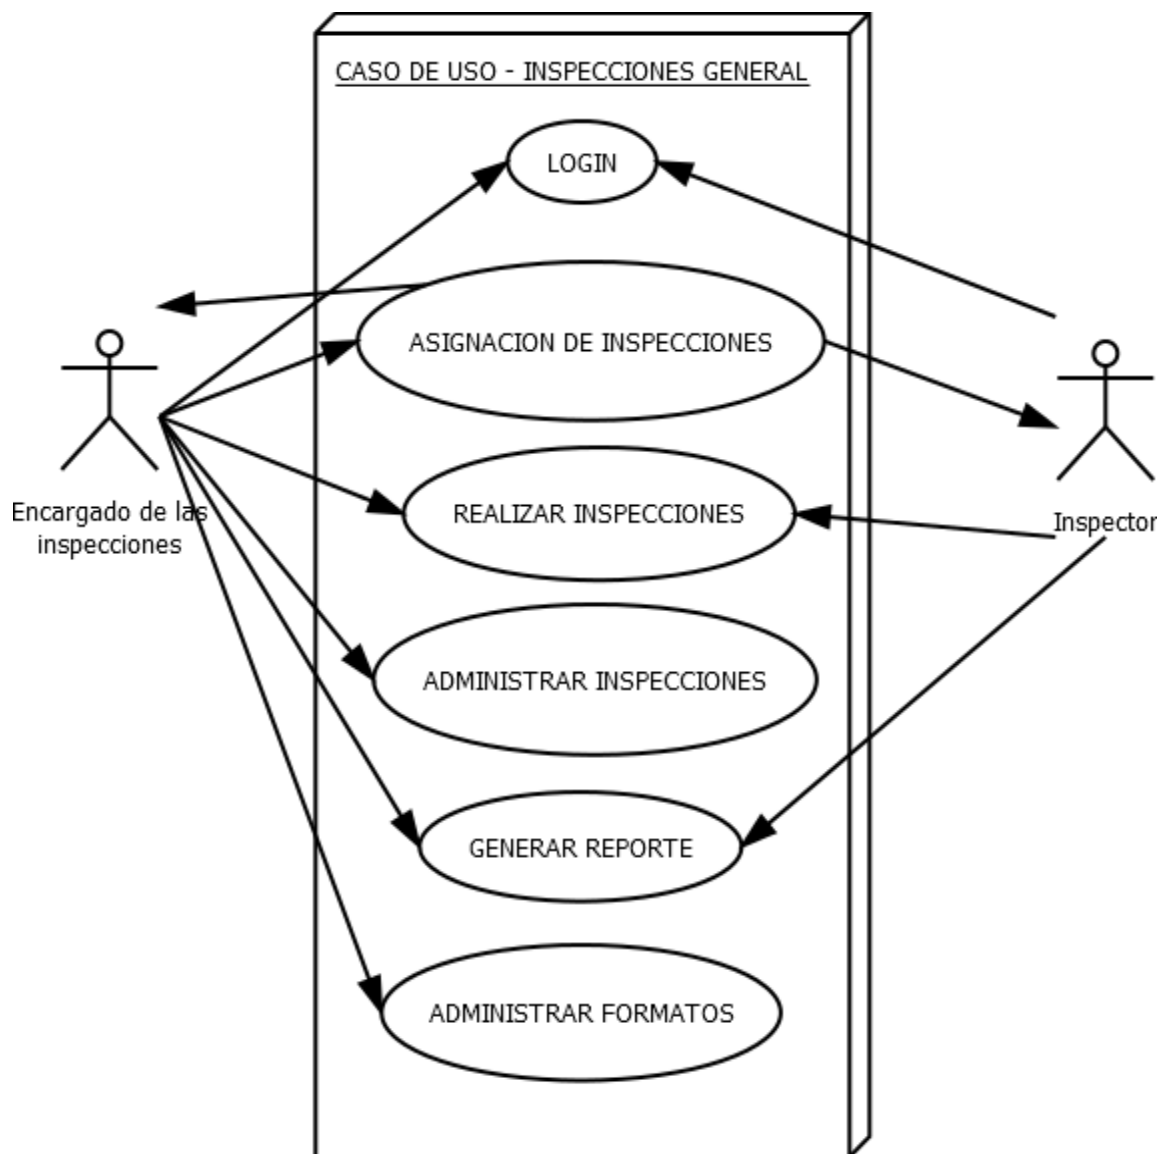 CASO DE USO - INSPECCIONES GENERAL
LOGIN
ASIGNACION DE INSPECCIONES
REALIZAR INSPECCIONES
Encargado de las
inspecciones
Inspector
ADMINISTRAR INSPECCIONES
GENERAR REPORTE
ADMINISTRAR FORMATOS